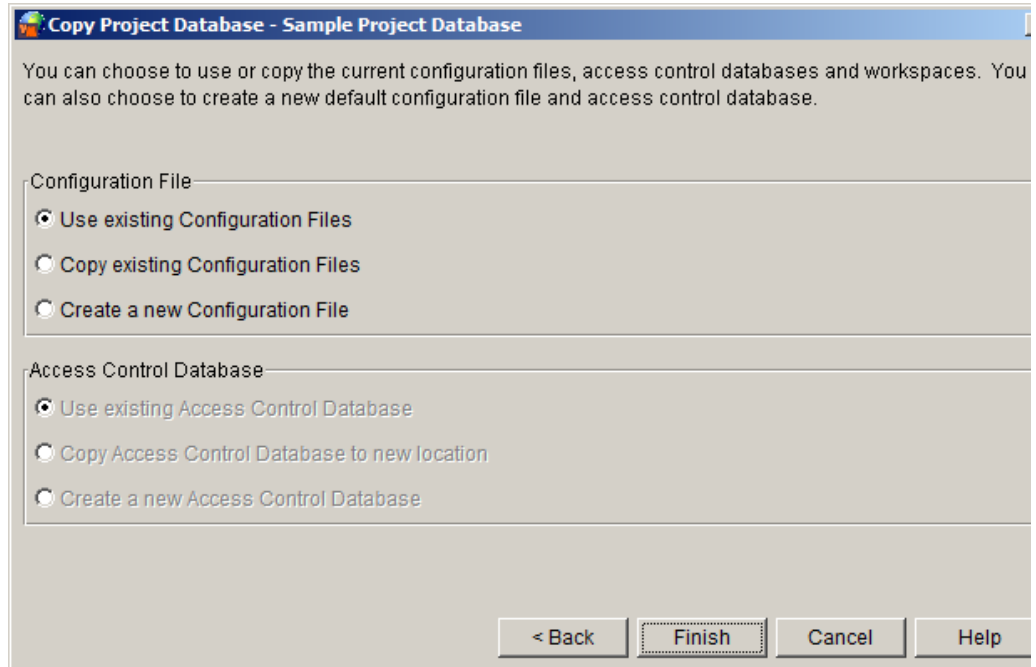 Copy Project Database - Sample Project Database
You can choose to use or copy the current configuration files, access control databases and workspaces. You
can also choose to create a new default configuration file and access control database.
Configuration File
Use existing Configuration Files
Copy existing Configuration Files
Create a new Configuration File
Access Control Database
Use existing Access Control Database
Copy Access Control Database to new location
Create a new Access Control Database
< Back Finish Cancel Help